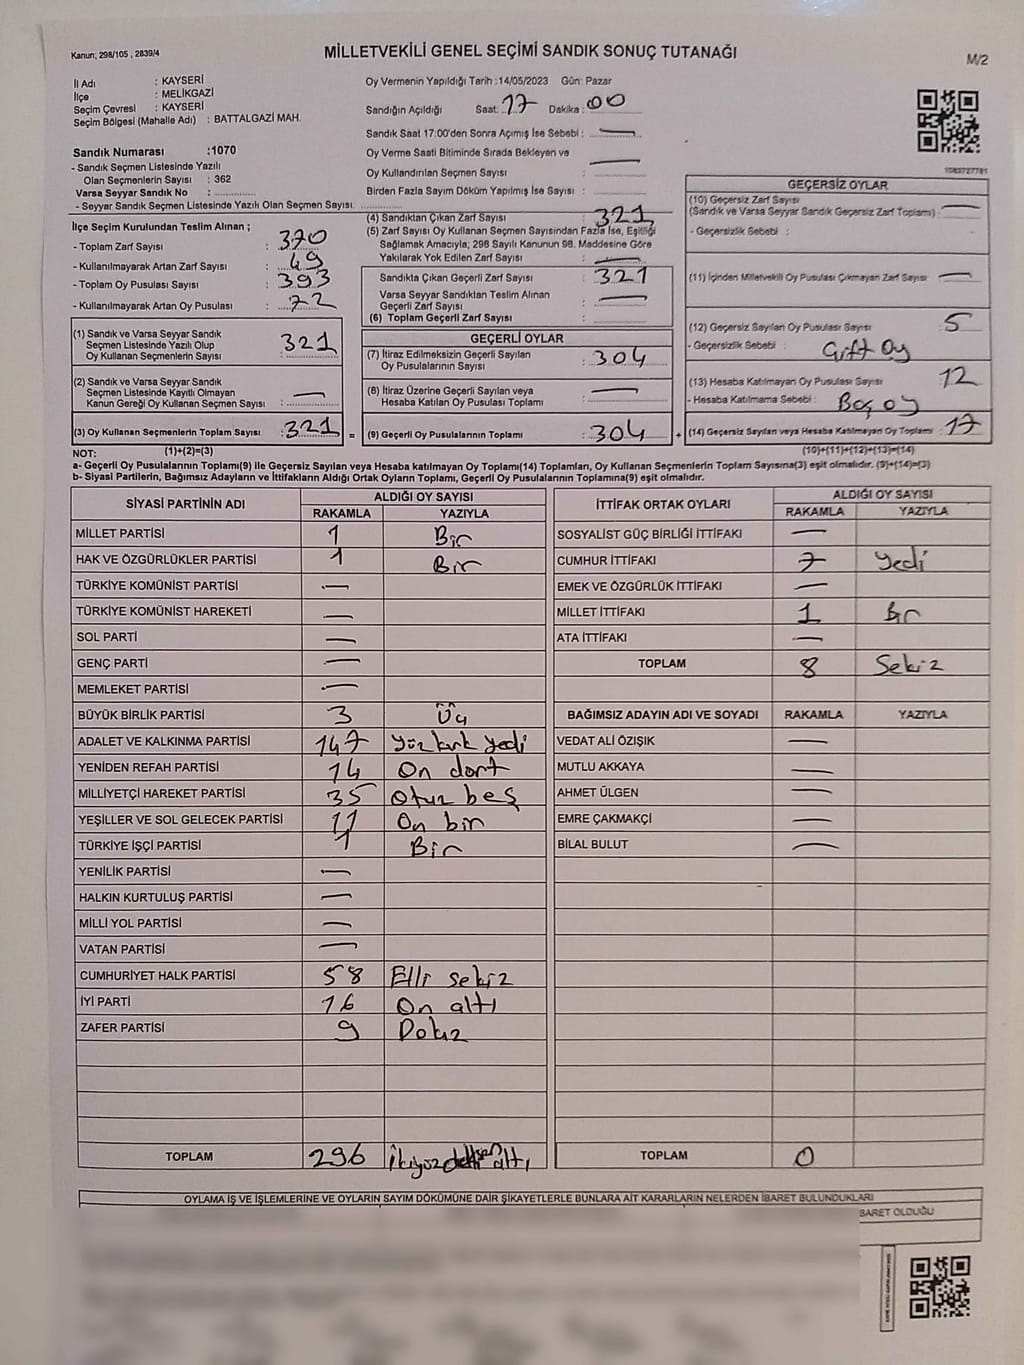 Kanun; 298/105 , 2839/4
MİLLETVEKİLİ GENEL SEÇİMİ SANDIK SONUÇ TUTANAĞI
M/2
İl Adı : KAYSERİ
İlçe : MELİKGAZİ
Seçim Çevresi : KAYSERİ
Seçim Bölgesi (Mahalle Adı) : BATTALGAZİ MAH.
Sandık Numarası :1070
- Sandık Seçmen Listesinde Yazılı
Olan Seçmenlerin Sayısı : 362
Varsa Seyyar Sandık No : ..............
- Seyyar Sandık Seçmen Listesinde Yazılı Olan Seçmen Sayısı: ..............
Oy Vermenin Yapıldığı Tarih :14/05/2023 Gün: Pazar
Sandığın Açıldığı Saat: 17 Dakika : 00
Sandık Saat 17:00'den Sonra Açımış İse Sebebi : —
Oy Verme Saati Bitiminde Sırada Bekleyen ve
Oy Kullandırılan Seçmen Sayısı : —
Birden Fazla Sayım Döküm Yapılmış İse Sayısı : ..............
1083727781
İlçe Seçim Kurulundan Teslim Alınan ;
- Toplam Zarf Sayısı : 370
- Kullanılmayarak Artan Zarf Sayısı : 49
- Toplam Oy Pusulası Sayısı : 393
- Kullanılmayarak Artan Oy Pusulası : 72
(1) Sandık ve Varsa Seyyar Sandık
Seçmen Listesinde Yazılı Olup
Oy Kullanan Seçmenlerin Sayısı : 321
(2) Sandık ve Varsa Seyyar Sandık
Seçmen Listesinde Kayıtlı Olmayan
Kanun Gereği Oy Kullanan Seçmen Sayısı : —
(3) Oy Kullanan Seçmenlerin Toplam Sayısı : 321 =
(4) Sandıktan Çıkan Zarf Sayısı : 321
(5) Zarf Sayısı Oy Kullanan Seçmen Sayısından Fazla İse, Eşitliği
Sağlamak Amacıyla; 298 Sayılı Kanunun 98. Maddesine Göre
Yakılarak Yok Edilen Zarf Sayısı : —
Sandıkta Çıkan Geçerli Zarf Sayısı : 321
Varsa Seyyar Sandıktan Teslim Alınan
Geçerli Zarf Sayısı : —
(6) Toplam Geçerli Zarf Sayısı : ..............
GEÇERLİ OYLAR
(7) İtiraz Edilmeksizin Geçerli Sayılan
Oy Pusulalarının Sayısı : 304
(8) İtiraz Üzerine Geçerli Sayılan veya
Hesaba Katılan Oy Pusulası Toplamı : —
(9) Geçerli Oy Pusulalarının Toplamı : 304 +
GEÇERSİZ OYLAR
(10) Geçersiz Zarf Sayısı
(Sandık ve Varsa Seyyar Sandık Geçersiz Zarf Toplamı) : —
- Geçersizlik Sebebi :
(11) İçinden Milletvekili Oy Pusulası Çıkmayan Zarf Sayısı : —
(12) Geçersiz Sayılan Oy Pusulası Sayısı : 5
- Geçersizlik Sebebi : Çift Oy
(13) Hesaba Katılmayan Oy Pusulası Sayısı : 12
- Hesaba Katılmama Sebebi : Boş oy
(14) Geçersiz Sayılan veya Hesaba Katılmayan Oy Toplamı : 17
NOT: (1)+(2)=(3) (10)+(11)+(12)+(13)=(14)
a- Geçerli Oy Pusulalarının Toplamı(9) ile Geçersiz Sayılan veya Hesaba katılmayan Oy Toplamı(14) Toplamları, Oy Kullanan Seçmenlerin Toplam Sayısına(3) eşit olmalıdır. (9)+(14)=(3)
b- Siyasi Partilerin, Bağımsız Adayların ve İttifakların Aldığı Ortak Oyların Toplamı, Geçerli Oy Pusulalarının Toplamına(9) eşit olmalıdır.
SİYASİ PARTİNİN ADI ALDIĞI OY SAYISI
RAKAMLA YAZIYLA
MİLLET PARTİSİ 1 Bir
HAK VE ÖZGÜRLÜKLER PARTİSİ 1 Bir
TÜRKİYE KOMÜNİST PARTİSİ —
TÜRKİYE KOMÜNİST HAREKETİ —
SOL PARTİ —
GENÇ PARTİ —
MEMLEKET PARTİSİ —
BÜYÜK BİRLİK PARTİSİ 3 Üç
ADALET VE KALKINMA PARTİSİ 147 Yüz kırk yedi
YENİDEN REFAH PARTİSİ 14 On dört
MİLLİYETÇİ HAREKET PARTİSİ 35 Otuz beş
YEŞİLLER VE SOL GELECEK PARTİSİ 11 On bir
TÜRKİYE İŞÇİ PARTİSİ 1 Bir
YENİLİK PARTİSİ —
HALKIN KURTULUŞ PARTİSİ —
MİLLİ YOL PARTİSİ —
VATAN PARTİSİ —
CUMHURİYET HALK PARTİSİ 58 Elli sekiz
İYİ PARTİ 16 On altı
ZAFER PARTİSİ 9 Dokuz
TOPLAM 296 İkiyüz doksan altı
İTTİFAK ORTAK OYLARI ALDIĞI OY SAYISI
RAKAMLA YAZIYLA
SOSYALİST GÜÇ BİRLİĞİ İTTİFAKI —
CUMHUR İTTİFAKI 7 Yedi
EMEK VE ÖZGÜRLÜK İTTİFAKI —
MİLLET İTTİFAKI 1 Bir
ATA İTTİFAKI —
TOPLAM 8 Sekiz
BAĞIMSIZ ADAYIN ADI VE SOYADI RAKAMLA YAZIYLA
VEDAT ALİ ÖZIŞIK —
MUTLU AKKAYA —
AHMET ÜLGEN —
EMRE ÇAKMAKÇİ —
BİLAL BULUT —
TOPLAM 0
OYLAMA İŞ VE İŞLEMLERİNE VE OYLARIN SAYIM DÖKÜMÜNE DAİR ŞİKAYETLERLE BUNLARA AİT KARARLARIN NELERDEN İBARET BULUNDUKLARI
BARET OLDUĞU